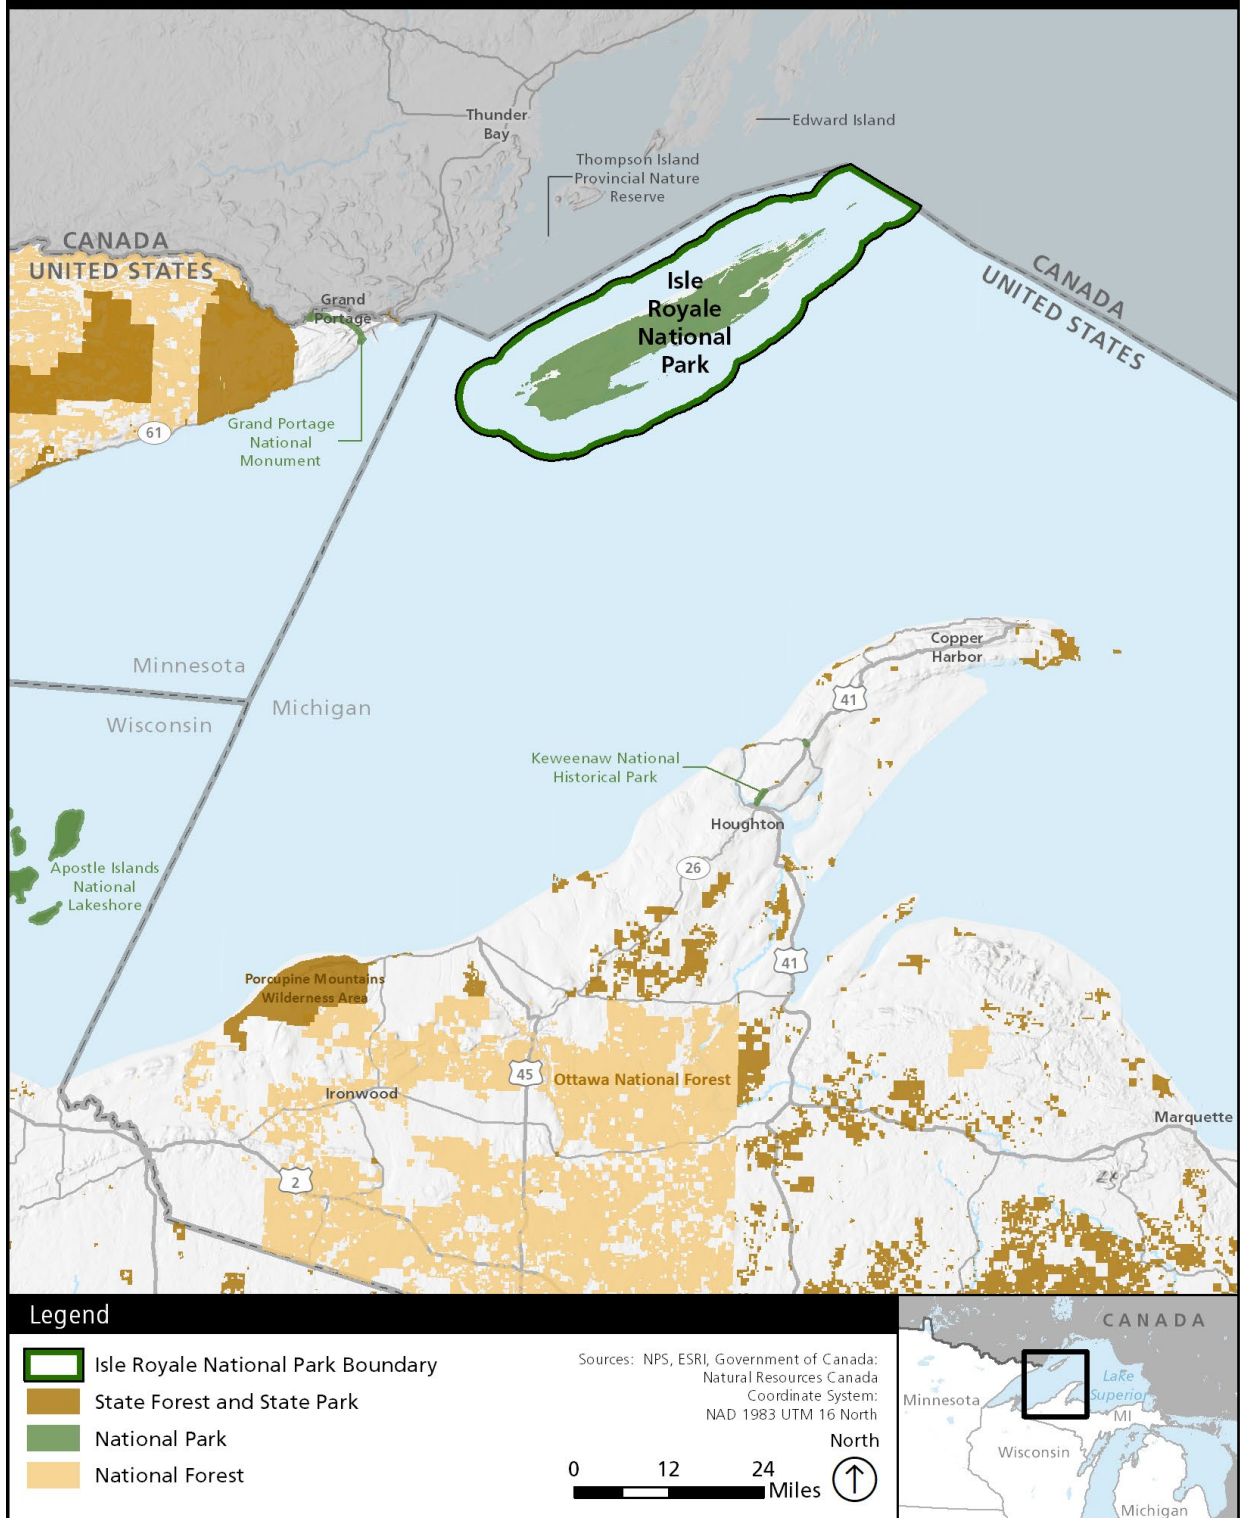 Thunder
Bay
Edward Island
Thompson Island
Provincial Nature
Reserve
CANADA
UNITED STATES
Isle
Royale
National
Park
CANADA
UNITED STATES
Grand
Portage
Grand Portage
National
Monument
61
Copper
Harbor
Minnesota
Michigan
Wisconsin
41
Keweenaw National
Historical Park
Houghton
26
Apostle Islands
National
Lakeshore
41
Porcupine Mountains
Wilderness Area
45
Ottawa National Forest
Ironwood
Marquette
2
Legend
Isle Royale National Park Boundary
State Forest and State Park
National Park
National Forest
Sources: NPS, ESRI, Government of Canada:
Natural Resources Canada
Coordinate System:
NAD 1983 UTM 16 North
North
0 12 24
Miles
CANADA
Lake
Superior
Minnesota
MI
Wisconsin
Michigan